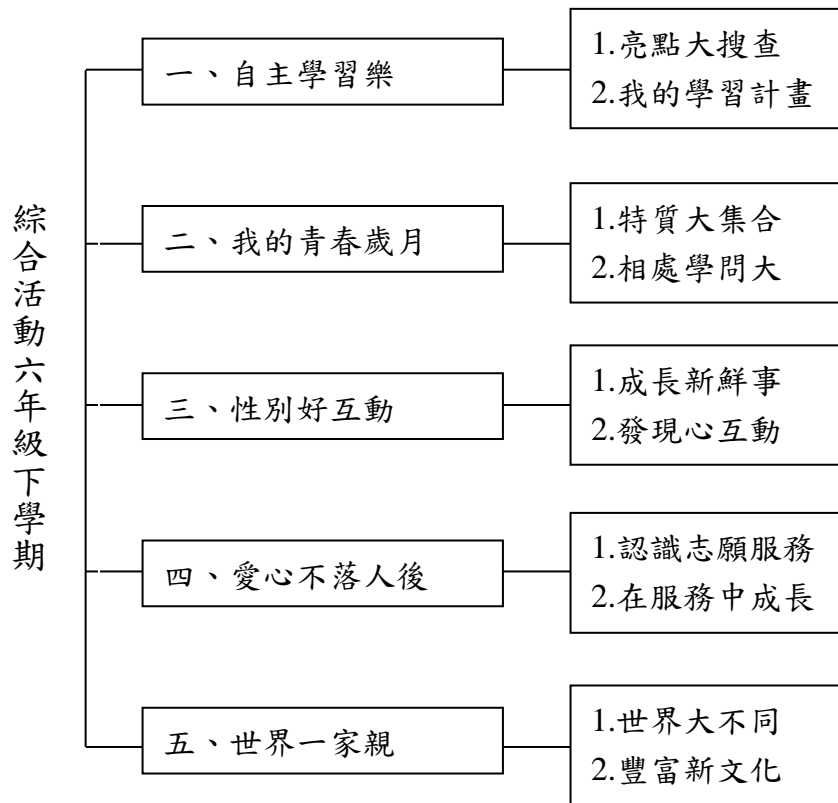 綜合活動六年級下學期
一、自主學習樂
1.亮點大搜查
2.我的學習計畫
二、我的青春歲月
1.特質大集合
2.相處學問大
三、性別好互動
1.成長新鮮事
2.發現心互動
四、愛心不落人後
1.認識志願服務
2.在服務中成長
五、世界一家親
1.世界大不同
2.豐富新文化